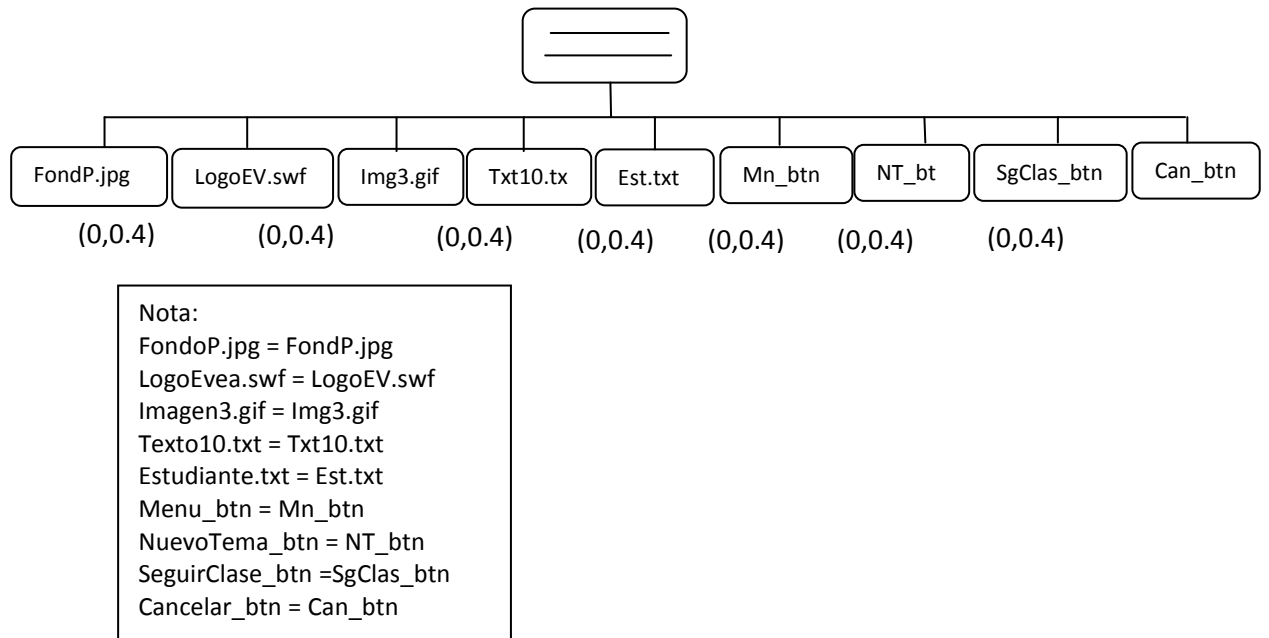 FondP.jpg LogoEV.swf Img3.gif Txt10.tx Est.txt Mn_btn NT_bt SgClas_btn Can_btn
(0,0.4) (0,0.4) (0,0.4) (0,0.4) (0,0.4) (0,0.4) (0,0.4)
Nota:
FondoP.jpg = FondP.jpg
LogoEvea.swf = LogoEV.swf
Imagen3.gif = Img3.gif
Texto10.txt = Txt10.txt
Estudiante.txt = Est.txt
Menu_btn = Mn_btn
NuevoTema_btn = NT_btn
SeguirClase_btn =SgClas_btn
Cancelar_btn = Can_btn